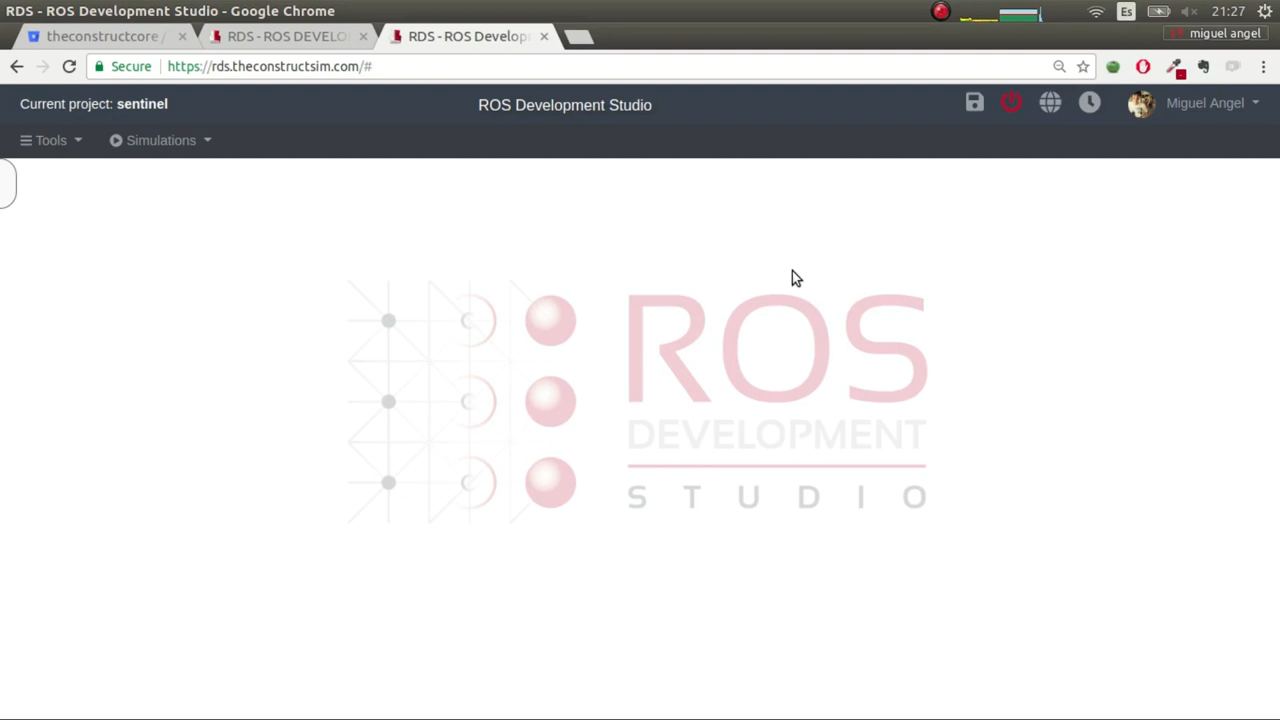 RDS - ROS Development Studio - Google Chrome
Es
21:27
theconstructcore /
RDS - ROS DEVELO
RDS - ROS Develop
miguel angel
Secure
https://rds.theconstructsim.com/#
Current project: sentinel
ROS Development Studio
Miguel Angel
Tools
Simulations
ROS
DEVELOPMENT
STUDIO